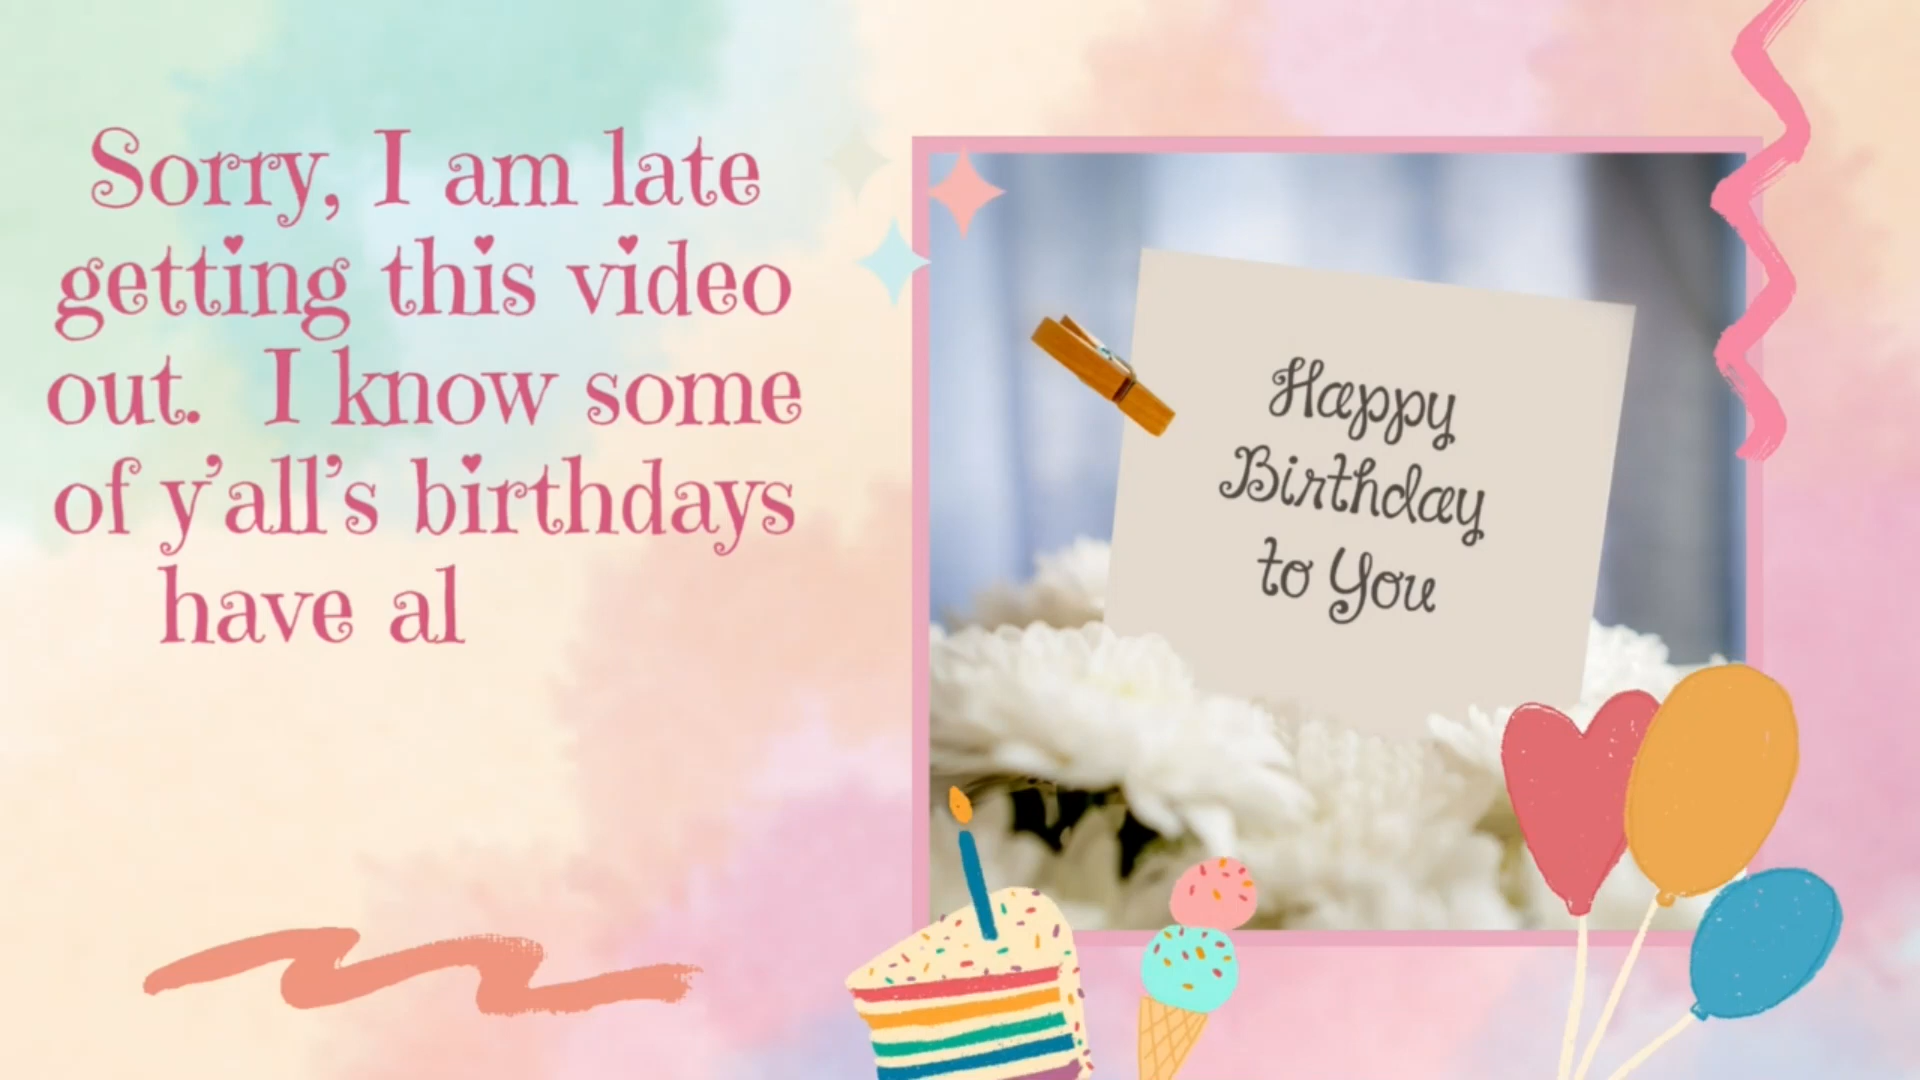 Sorry, I am late
getting this video
out. I know some
of y'all's birthdays
have al
Happy
Birthday
to You